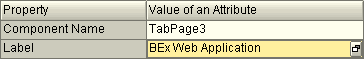 Property Value of an Attribute
Component Name TabPage3
Label BEx Web Application